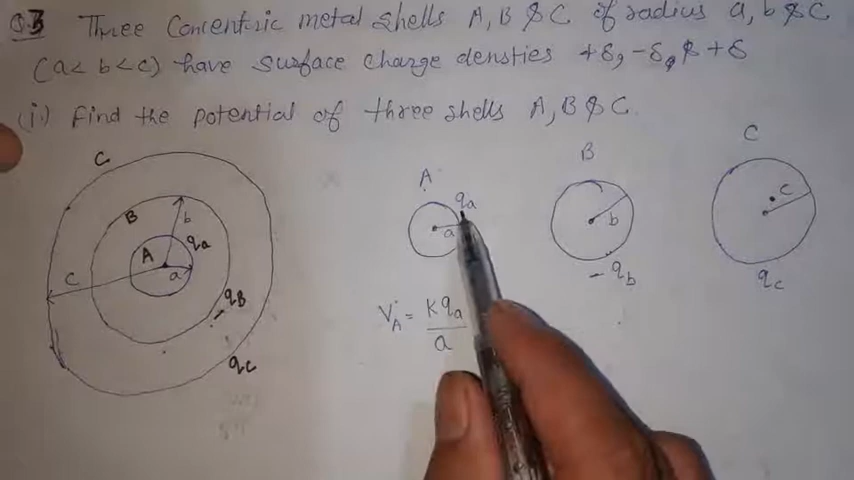 Q.3 Three Concentric metal shells A, B & C of radius a, b & C
(a < b < c) have surface charge densties +δ, -δ, & +δ
(i) Find the potential of three shells A, B & C.
C
B
b
A
qa
a
C
qB
qc
A
qa
a
B
b
- qb
C
c
qc
VA = Kqa
a